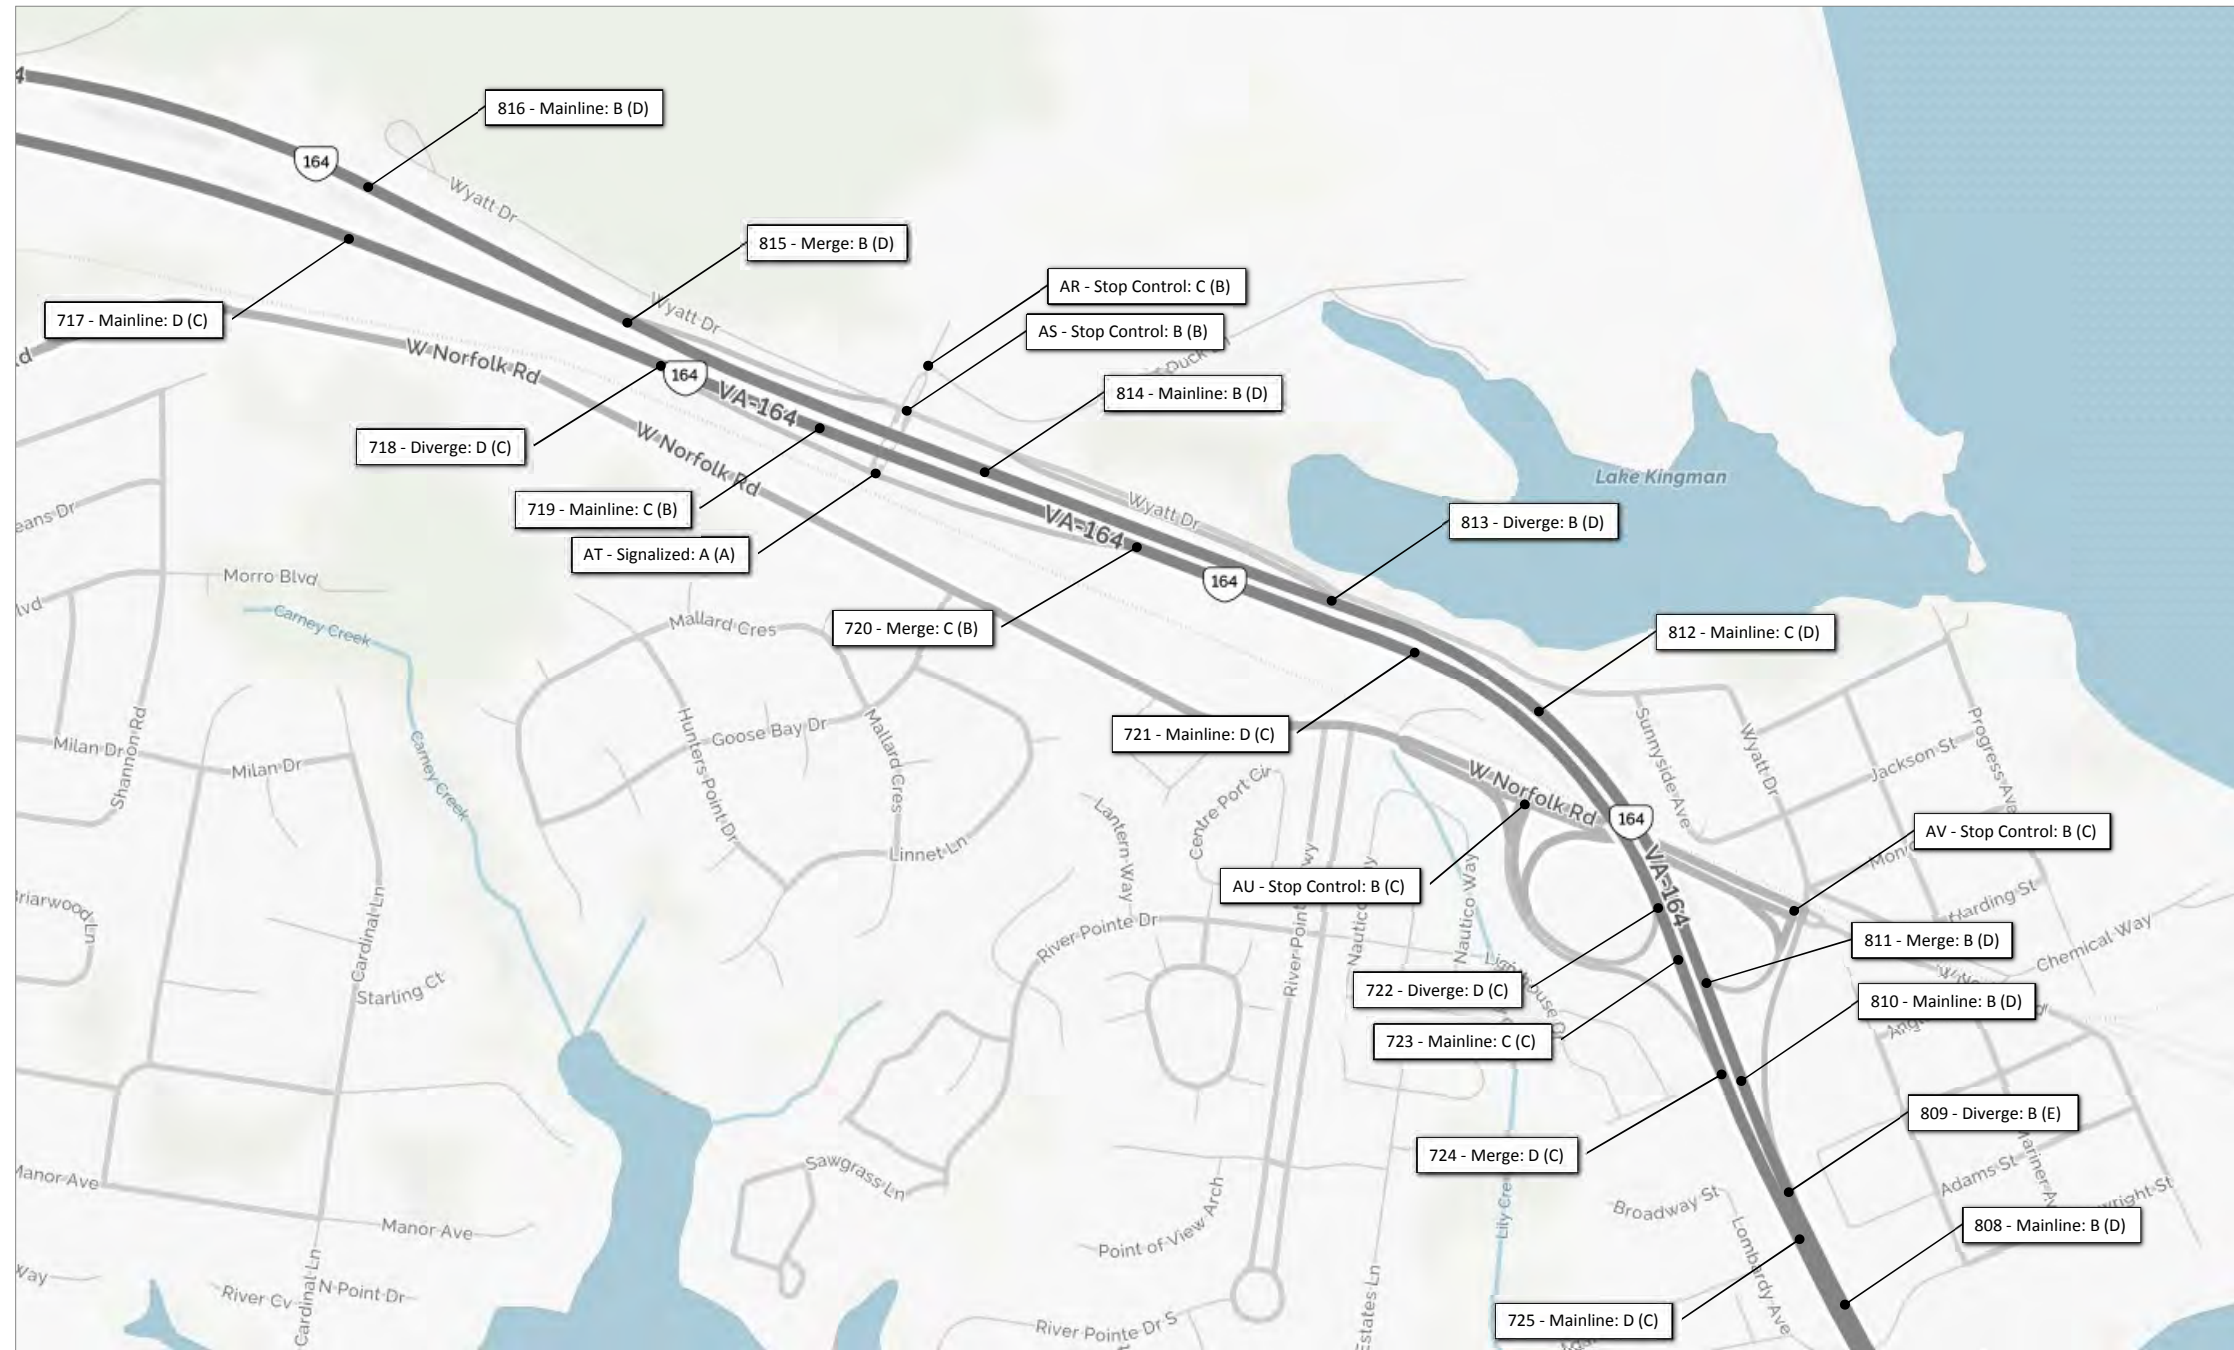 4
816 - Mainline: B (D)
164
Wyatt Dr
815 - Merge: B (D)
AR - Stop Control: C (B)
717 - Mainline: D (C)
Wyatt Dr
AS - Stop Control: B (B)
W Norfolk Rd
164
VA-164
814 - Mainline: B (D)
718 - Diverge: D (C)
W Norfolk Rd
Lake Kingman
719 - Mainline: C (B)
VA-164
Wyatt Dr
813 - Diverge: B (D)
AT - Signalized: A (A)
Morro Blvd
164
Carney Creek
Mallard Cres
720 - Merge: C (B)
812 - Mainline: C (D)
Shannon Rd
Milan Dr
Milan Dr
Carney Creek
Hunters Point Dr
Goose Bay Dr
Mallard Cres
721 - Mainline: D (C)
Sunnyside Ave
Wyatt Dr
Jackson St
Progress Ave
W Norfolk Rd
Centre Port Cir
Lantern Way
164
AV - Stop Control: B (C)
Linnet Ln
VA-164
AU - Stop Control: B (C)
Harding St
Cardinal Ln
River Pointe Dr
Nautico Way
811 - Merge: B (D)
Chemical Way
Starling Ct
722 - Diverge: D (C)
810 - Mainline: B (D)
723 - Mainline: C (C)
809 - Diverge: B (E)
724 - Merge: D (C)
Manor Ave
Sawgrass Ln
Adams St
Broadway St
Point of View Arch
Manor Ave
Lombardy Ave
808 - Mainline: B (D)
Cardinal Ln
Way
River Cv
N Point Dr
River Pointe Dr S
Estates Ln
725 - Mainline: D (C)